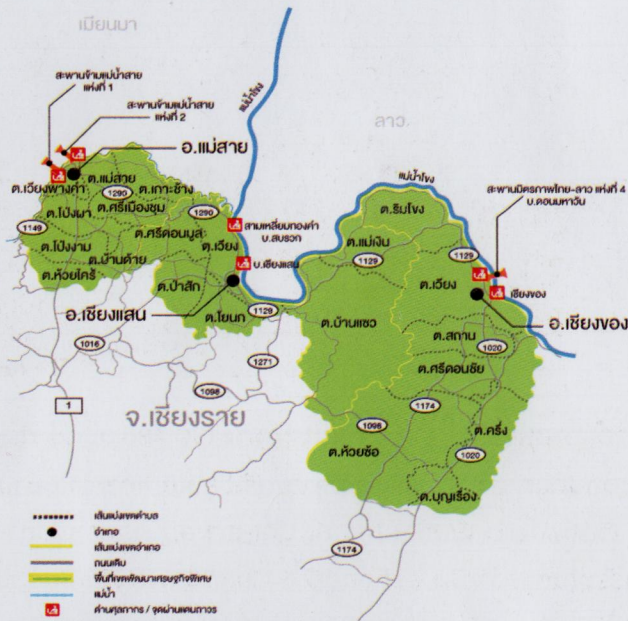 เมียนมา
สะพานข้ามแม่น้ำสาย
แห่งที่ 1
สะพานข้ามแม่น้ำสาย
แห่งที่ 2
แม่น้ำโขง
ลาว
อ.แม่สาย
ต.เวียงพางคำ
ต.แม่สาย
1290
ต.เกาะช้าง
ต.โป่งผา
ต.ศรีเมืองชุม
1149
1290
ต.โป่งงาม
ต.ศรีดอนมูล
ต.เวียง
ต.บ้านด้าย
ต.ห้วยไคร้
สามเหลี่ยมทองคำ
บ.สบรวก
บ.เชียงแสน
ต.ป่าสัก
อ.เชียงแสน
ต.โยนก
1129
1016
1271
1098
1
จ.เชียงราย
แม่น้ำโขง
สะพานมิตรภาพไทย-ลาว แห่งที่ 4
บ.ดอนมหาวัน
ต.ริมโขง
ต.แม่เงิน
1129
1129
ต.เวียง
เชียงของ
อ.เชียงของ
ต.บ้านแซว
ต.สถาน
1020
ต.ศรีดอนชัย
1174
1098
ต.ครึ่ง
ต.ห้วยซ้อ
1020
ต.บุญเรือง
1174
เส้นแบ่งเขตตำบล
อำเภอ
เส้นแบ่งเขตอำเภอ
ถนนเดิม
พื้นที่เขตพัฒนาเศรษฐกิจพิเศษ
แม่น้ำ
ด่านศุลกากร / จุดผ่านแดนถาวร